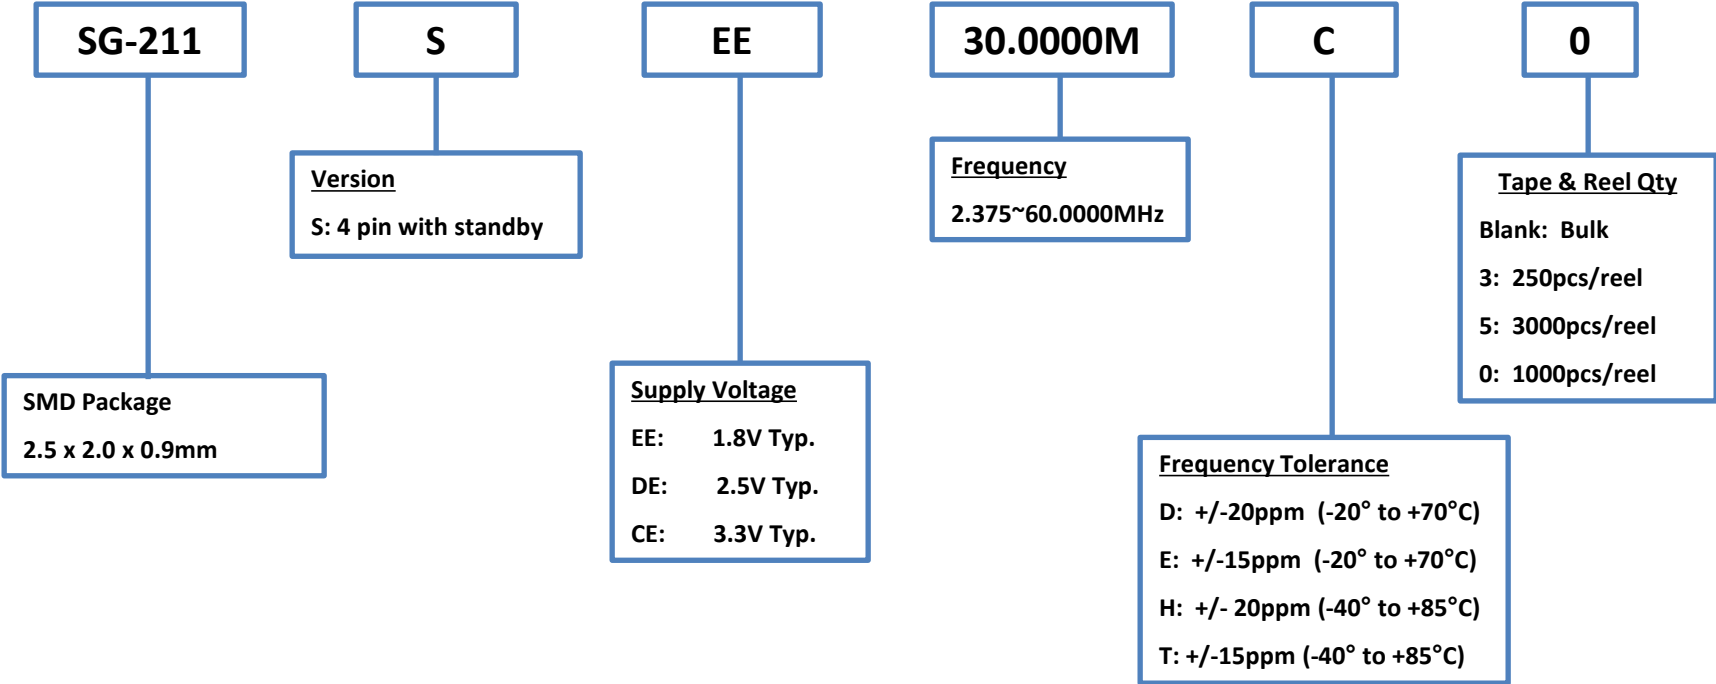 SG-211 S EE 30.0000M C 0
Version
S: 4 pin with standby
Frequency
2.375~60.0000MHz
Tape & Reel Qty
Blank: Bulk
3: 250pcs/reel
5: 3000pcs/reel
0: 1000pcs/reel
SMD Package
2.5 x 2.0 x 0.9mm
Supply Voltage
EE: 1.8V Typ.
DE: 2.5V Typ.
CE: 3.3V Typ.
Frequency Tolerance
D: +/-20ppm (-20° to +70°C)
E: +/-15ppm (-20° to +70°C)
H: +/- 20ppm (-40° to +85°C)
T: +/-15ppm (-40° to +85°C)